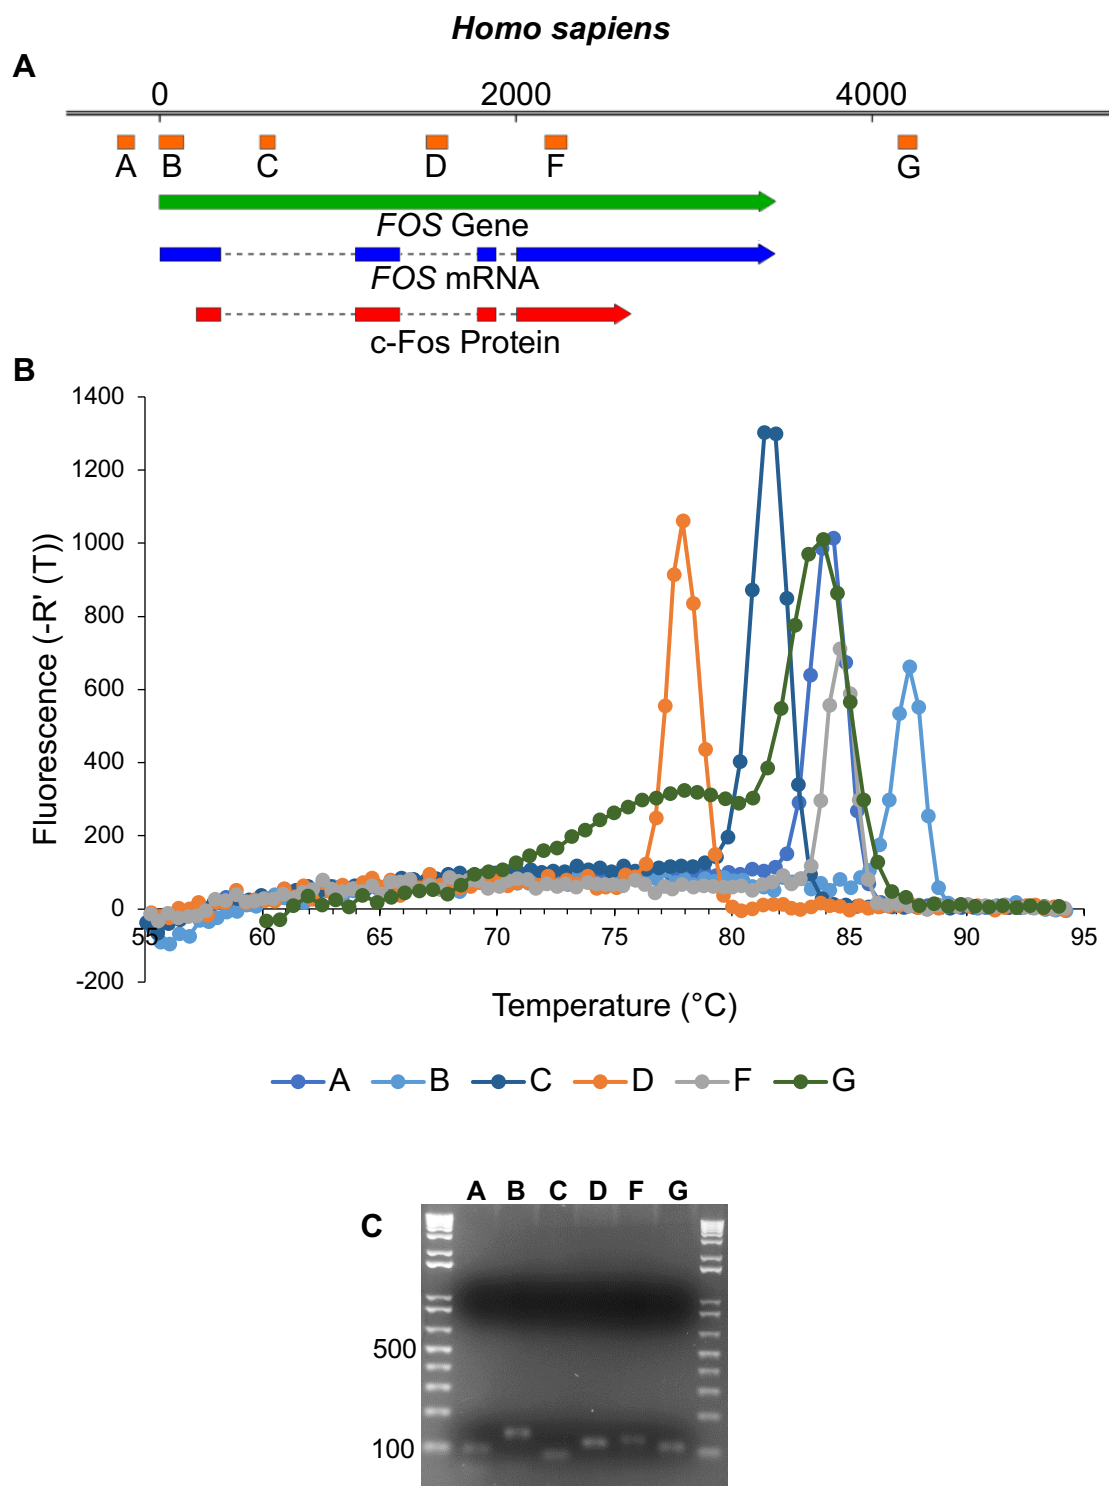 Homo sapiens
A
0 2000 4000
A B C D F G
FOS Gene
FOS mRNA
c-Fos Protein
B
1400
1200
1000
800
600
400
200
0
-200
55 60 65 70 75 80 85 90 95
Fluorescence (-R' (T))
Temperature (°C)
A B C D F G
A B C D F G
C
500
100